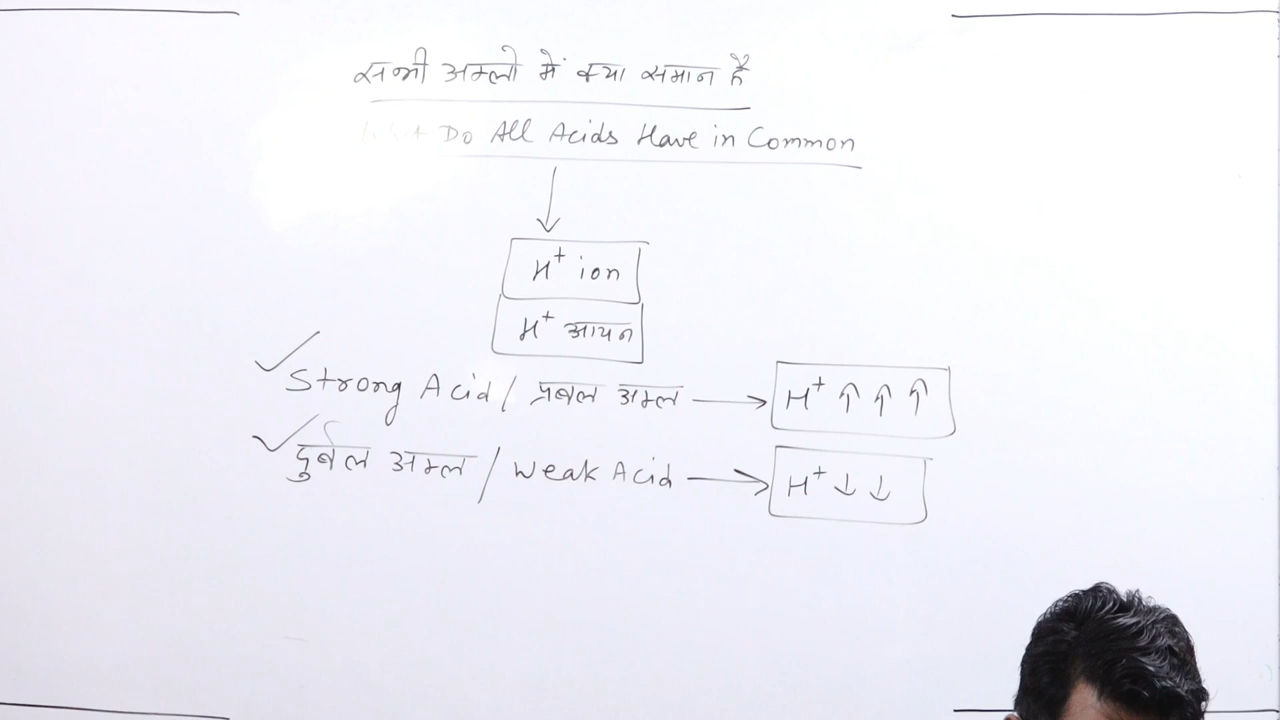 सभी अम्लो में क्या समान है
Do All Acids Have in Common
H⁺ ion
H⁺ आयन
Strong Acid / प्रबल अम्ल → H⁺ ↑ ↑ ↑
दुर्बल अम्ल / Weak Acid → H⁺ ↓ ↓